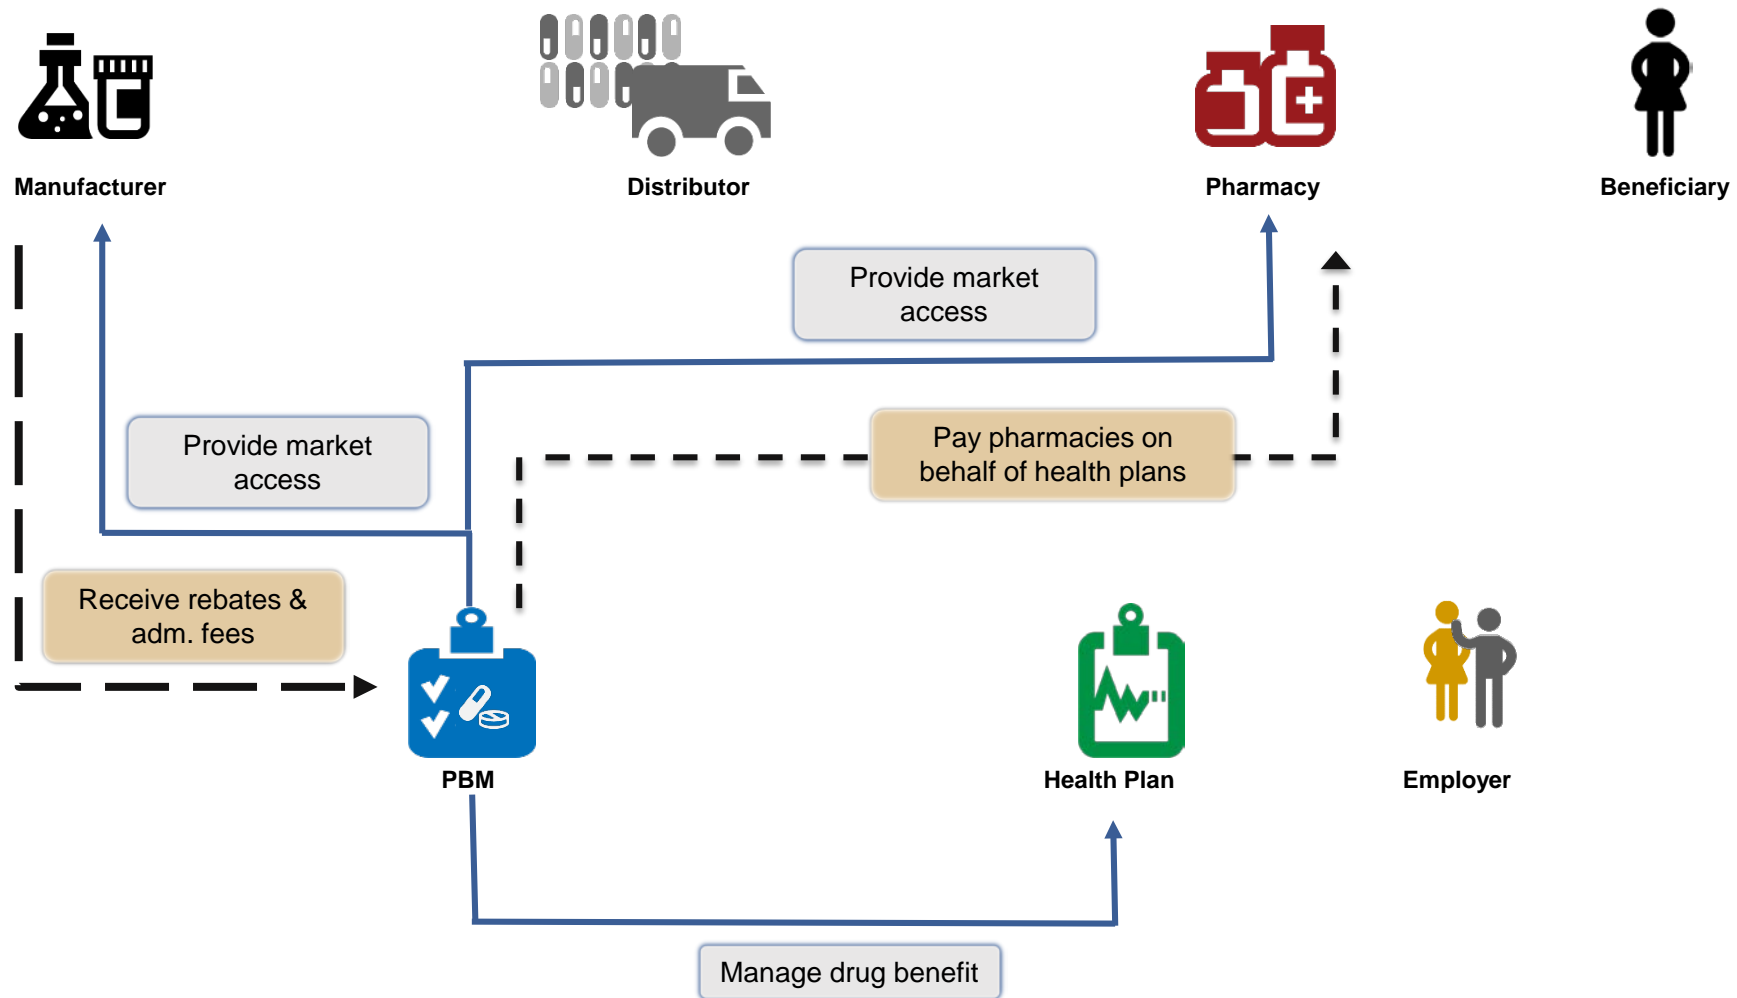 Manufacturer
Distributor
Pharmacy
Beneficiary
Provide market
access
Provide market
access
Pay pharmacies on
behalf of health plans
Receive rebates &
adm. fees
PBM
Health Plan
Employer
Manage drug benefit